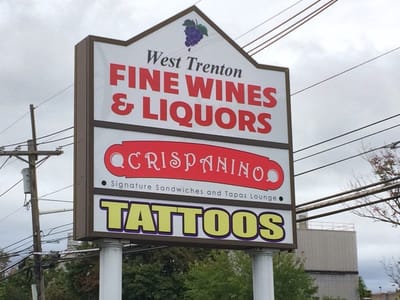 West Trenton
FINE WINES
& LIQUORS
CRISPANINO
Signature Sandwiches and Tapas Lounge
TATTOOS